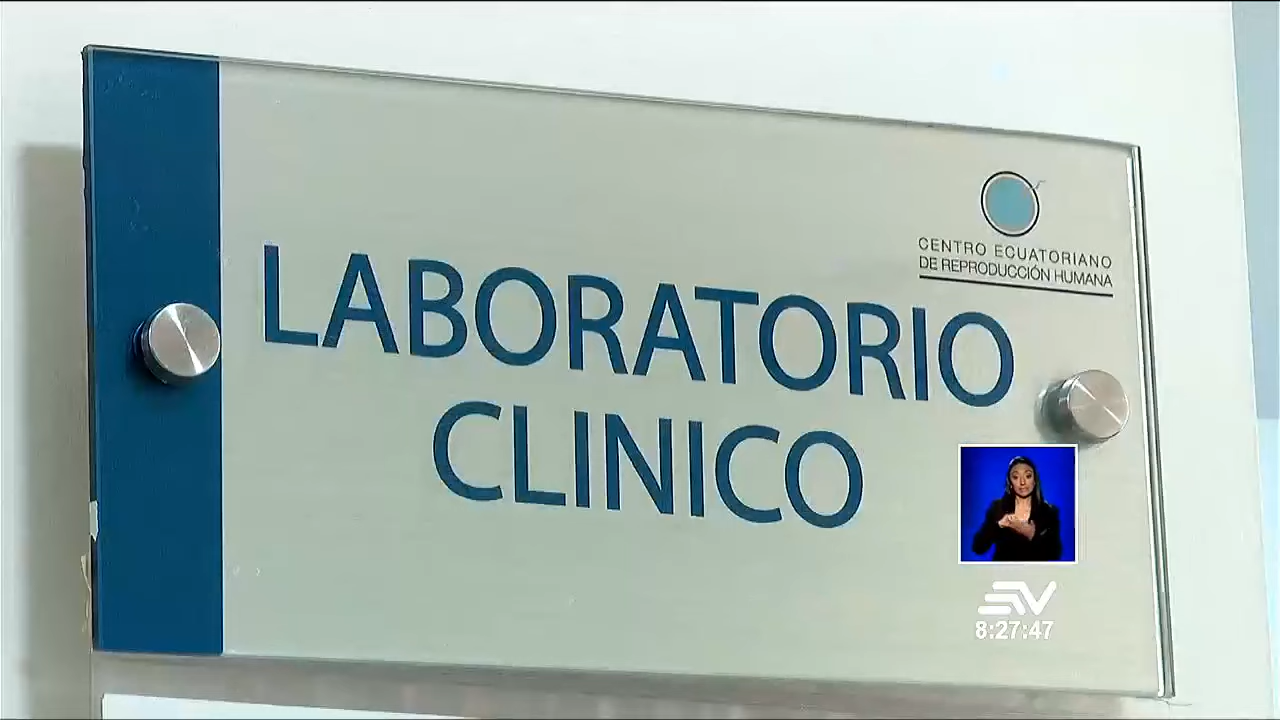 CENTRO ECUATORIANO
DE REPRODUCCIÓN HUMANA
LABORATORIO
CLINICO
8:27:47